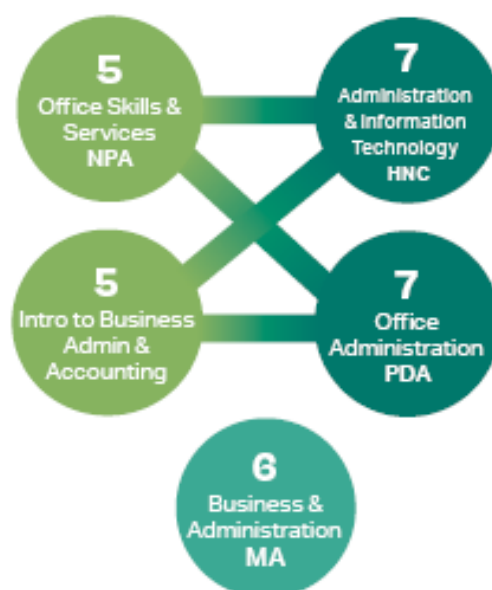 5
Office Skills &
Services
NPA
7
Administration
& Information
Technology
HNC
5
Intro to Business
Admin &
Accounting
7
Office
Administration
PDA
6
Business &
Administration
MA